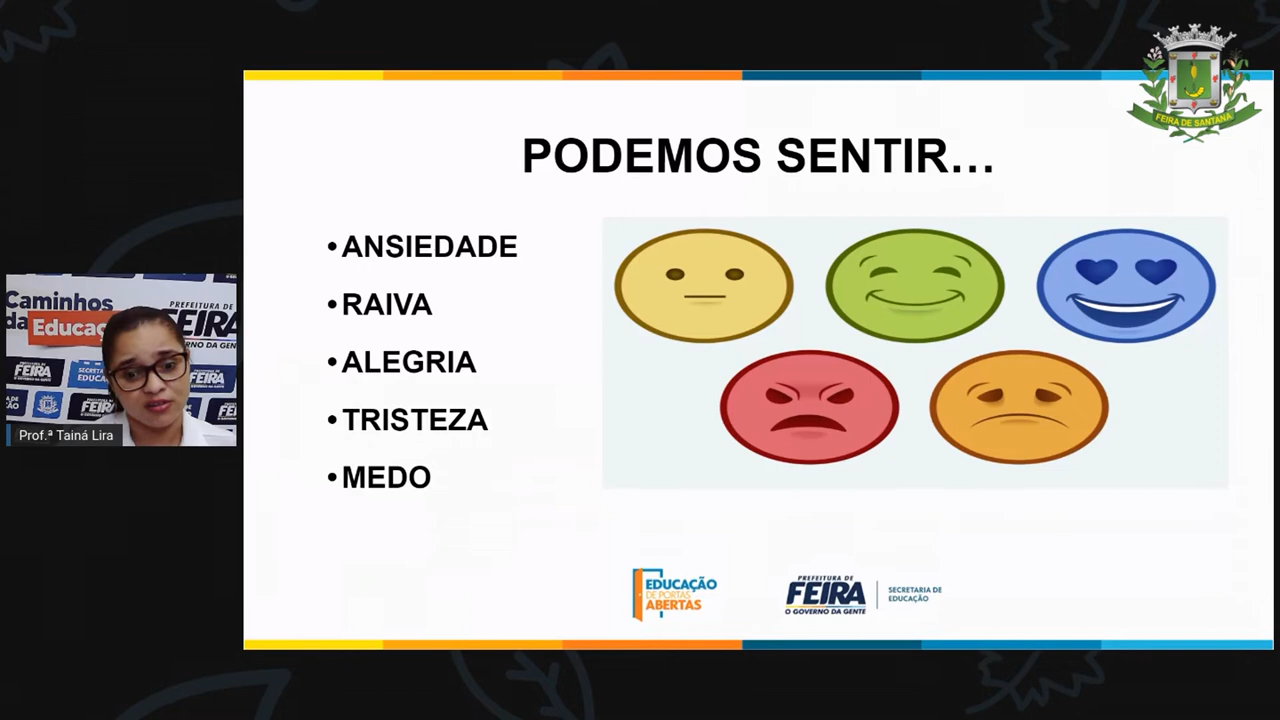 FEIRA DE SANTANA
PODEMOS SENTIR...
•ANSIEDADE
•RAIVA
•ALEGRIA
•TRISTEZA
•MEDO
Caminhos
da Educaç
PREFEITURA DE
FEIRA
Prof.ª Tainá Lira
EDUCAÇÃO
DE PORTAS
ABERTAS
PREFEITURA DE
FEIRA
O GOVERNO DA GENTE
SECRETARIA DE
EDUCAÇÃO